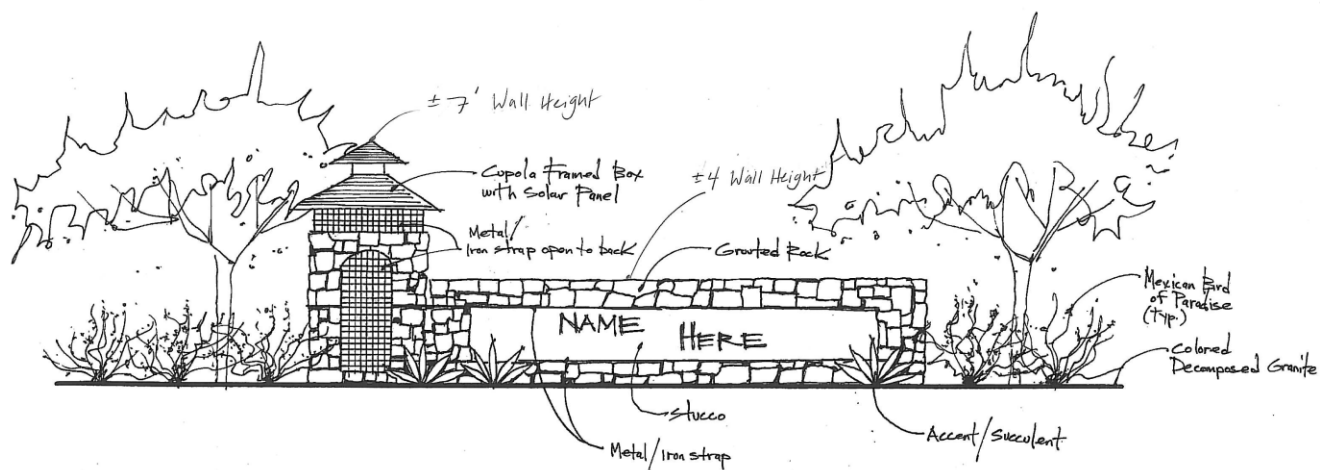 ± 7' Wall Height
Cupola Framed Box
with Solar Panel
±4 Wall Height
Metal/
Iron strap open to back
Grouted Rock
Mexican Bird
of Paradise
(typ.)
NAME HERE
Colored
Decomposed Granite
Stucco
Metal/Iron strap
Accent/Succulent